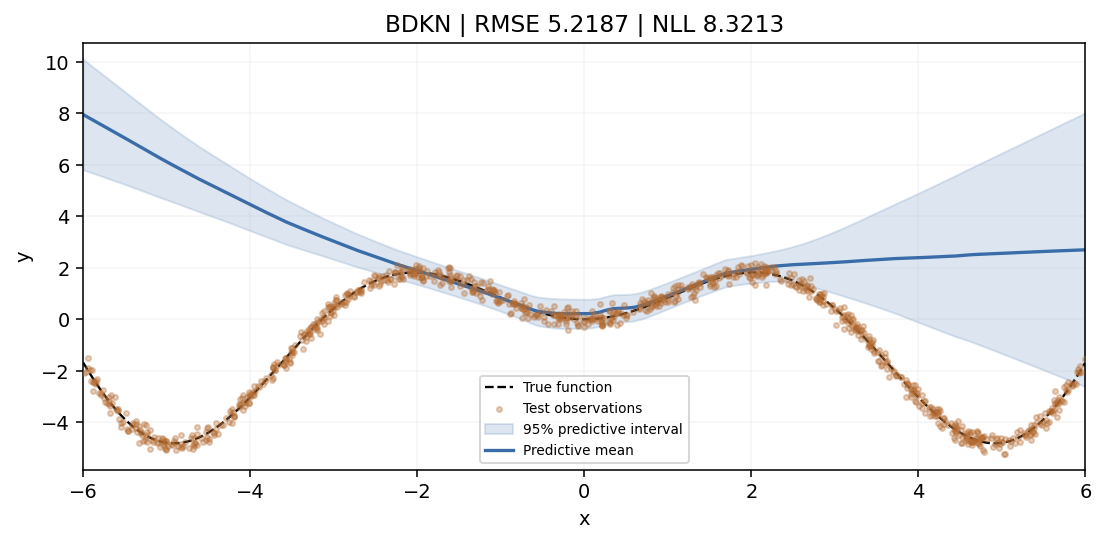 BDKN | RMSE 5.2187 | NLL 8.3213
y
10
8
6
4
2
0
−2
−4
True function
Test observations
95% predictive interval
Predictive mean
−6 −4 −2 0 2 4 6
x